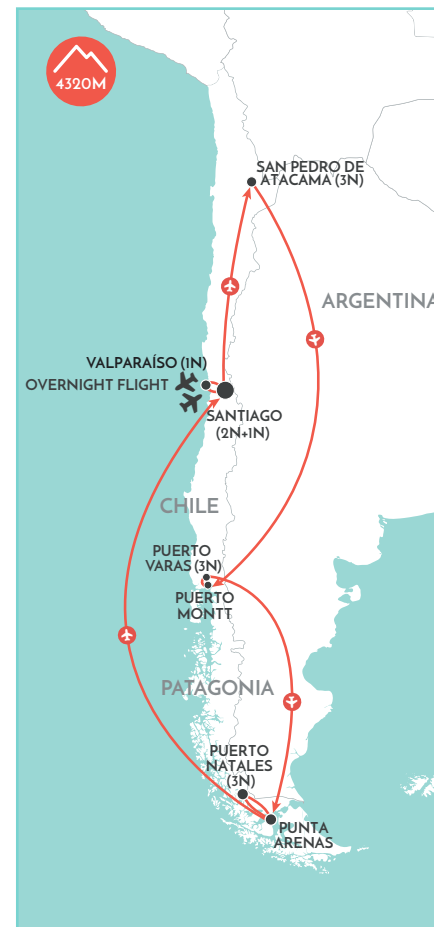 4320M
SAN PEDRO DE
ATACAMA (3N)
ARGENTINA
VALPARAÍSO (1N)
OVERNIGHT FLIGHT
SANTIAGO
(2N+1N)
CHILE
PUERTO
VARAS (3N)
PUERTO
MONTT
PATAGONIA
PUERTO
NATALES
(3N)
PUNTA
ARENAS